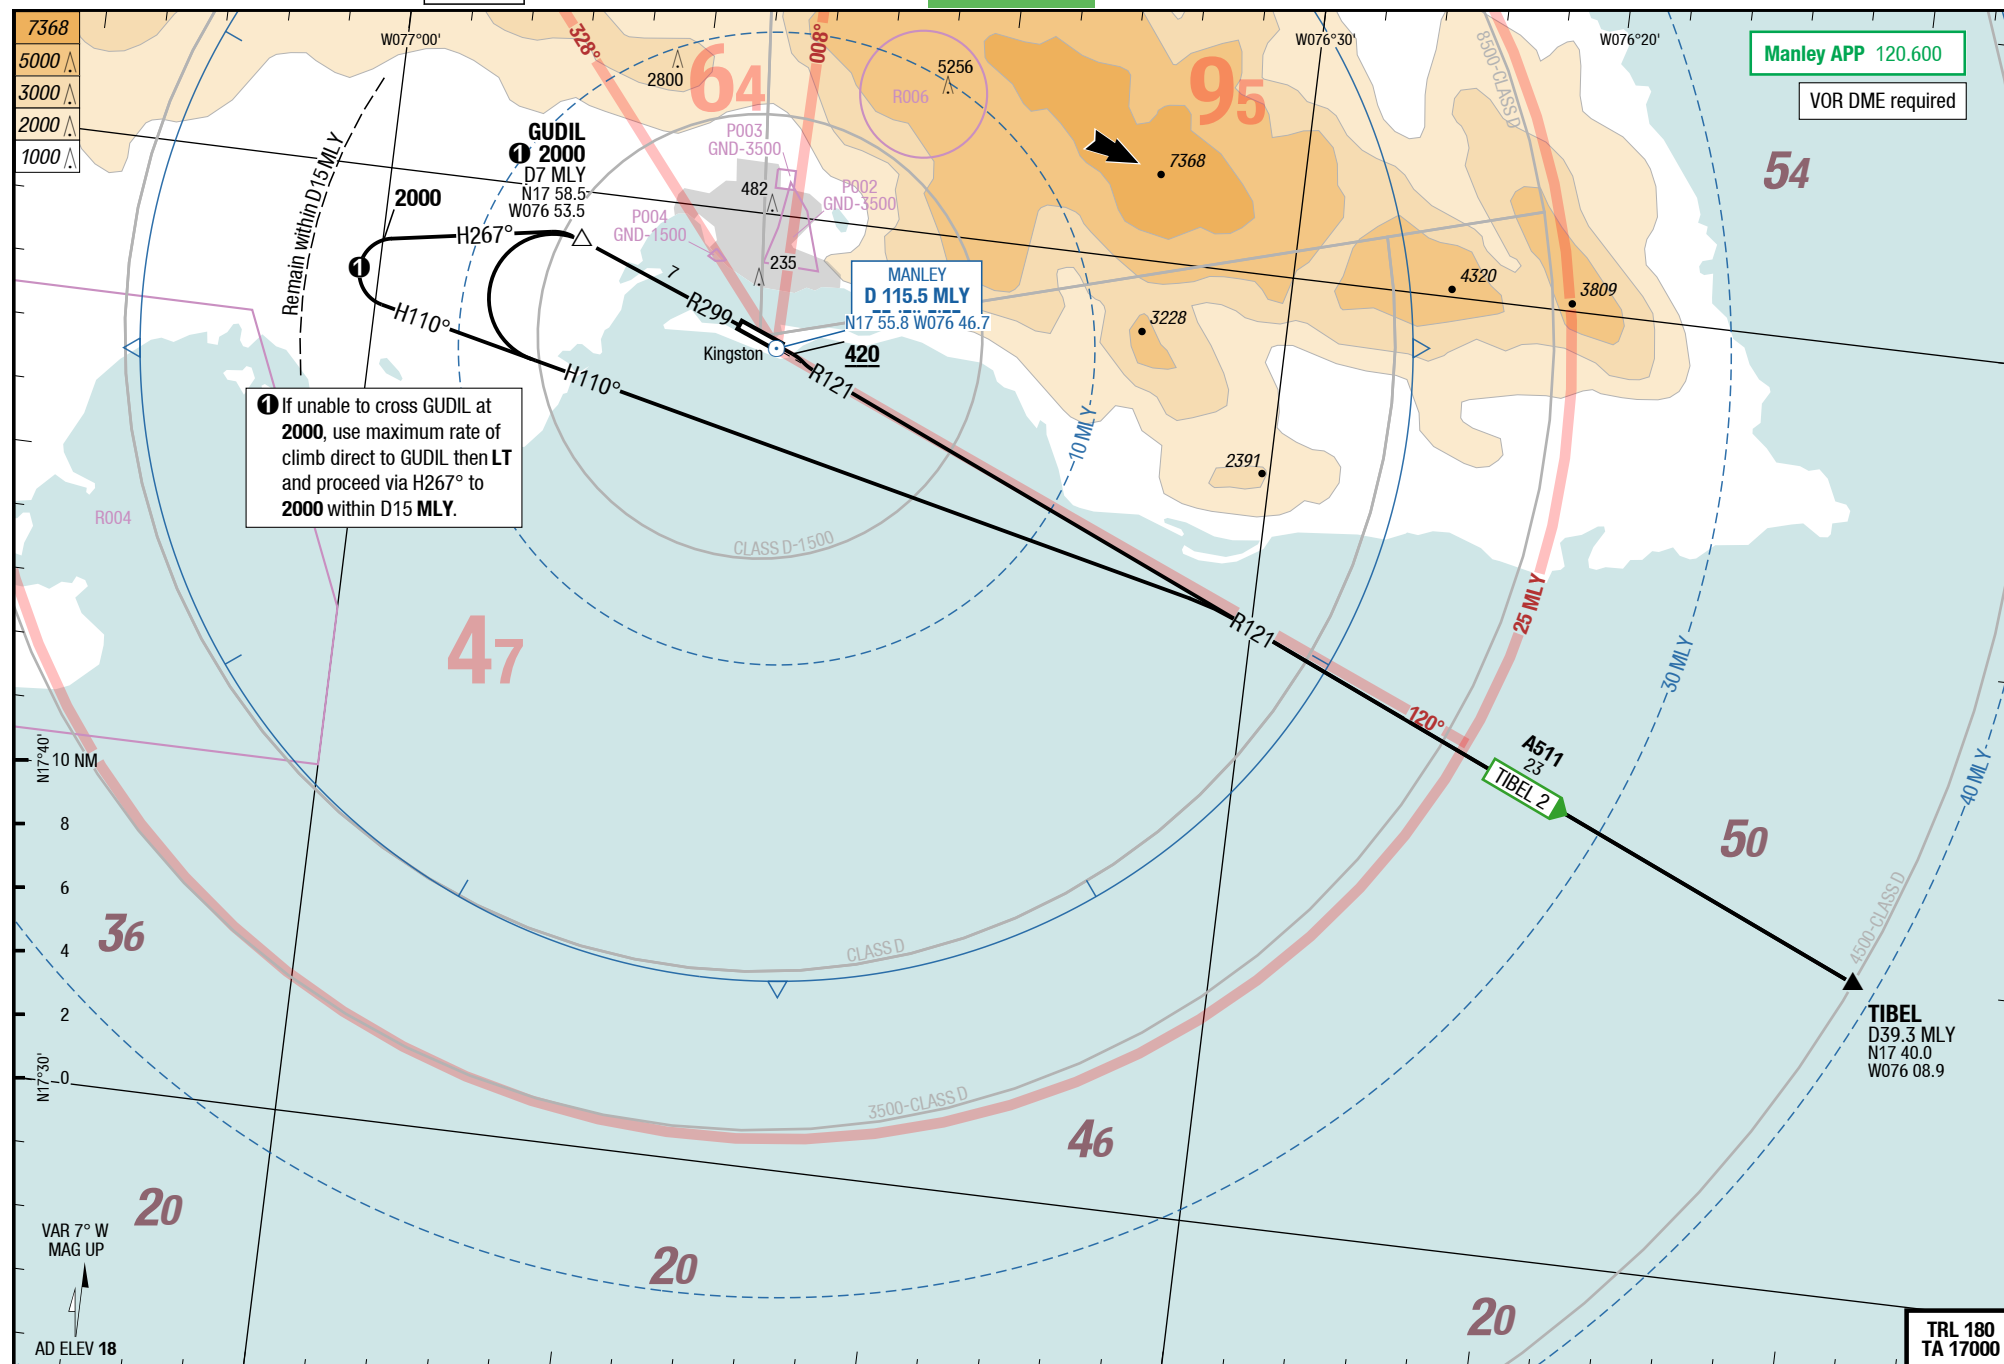 7368
5000
3000
2000
1000
W077°00'
328°
008°
W076°30'
8500-CLASS D
W076°20'
Manley APP 120.600
VOR DME required
2800
64
R006
5256
95
7368
54
Remain within D15 MLY
2000
GUDIL
1 2000
D7 MLY
N17 58.5
W076 53.5
P003
GND-3500
482
P002
GND-3500
P004
GND-1500
235
H267°
1
7
R299
MANLEY
D 115.5 MLY
N17 55.8 W076 46.7
Kingston
420
R121
H110°
H110°
4320
3809
3228
2391
10 MLY
1 If unable to cross GUDIL at
2000, use maximum rate of
climb direct to GUDIL then LT
and proceed via H267° to
2000 within D15 MLY.
R004
CLASS D-1500
47
R121
25 MLY
30 MLY
120°
A511
23
TIBEL 2
40 MLY
N17°40'
10 NM
8
6
4
2
0
N17°30'
50
36
CLASS D
4500-CLASS D
TIBEL
D39.3 MLY
N17 40.0
W076 08.9
3500-CLASS D
46
20
20
20
VAR 7° W
MAG UP
AD ELEV 18
TRL 180
TA 17000